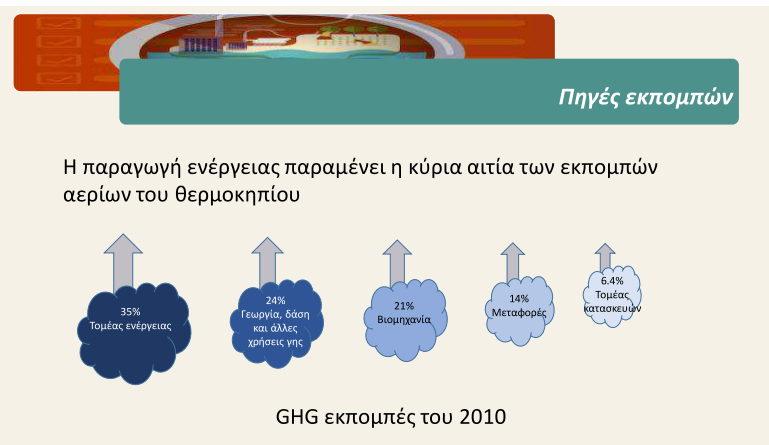 Πηγές εκπομπών
Η παραγωγή ενέργειας παραμένει η κύρια αιτία των εκπομπών
αερίων του θερμοκηπίου
35%
Τομέας ενέργειας
24%
Γεωργία, δάση
και άλλες
χρήσεις γης
21%
Βιομηχανία
14%
Μεταφορές
6.4%
Τομέας
κατασκευών
GHG εκπομπές του 2010